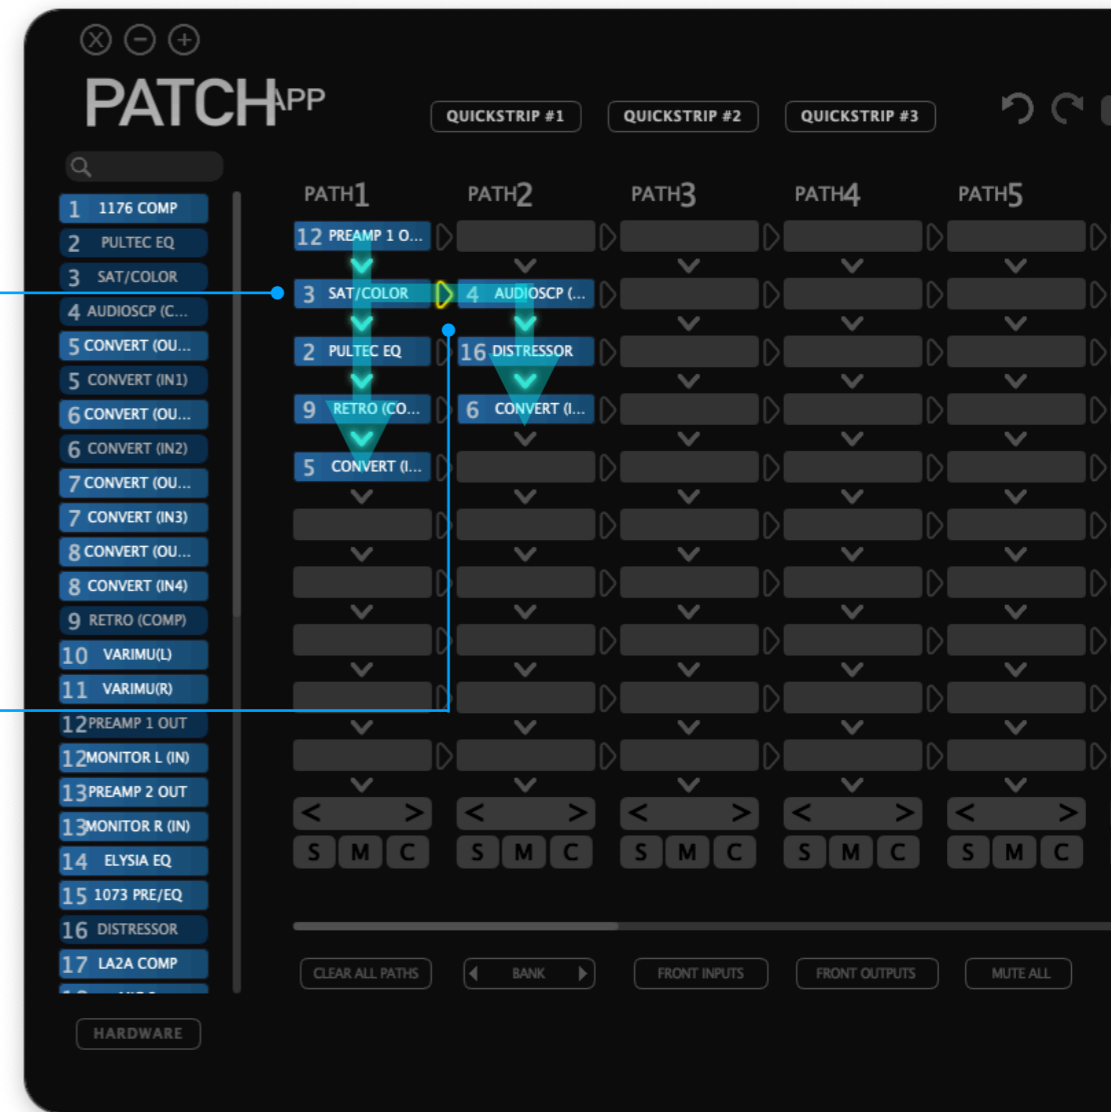 PATCH APP
QUICKSTRIP #1 QUICKSTRIP #2 QUICKSTRIP #3
PATH1 PATH2 PATH3 PATH4 PATH5
1 1176 COMP
2 PULTEC EQ
3 SAT/COLOR
4 AUDIOSCP (C...
5 CONVERT (OU...
5 CONVERT (IN1)
6 CONVERT (OU...
6 CONVERT (IN2)
7 CONVERT (OU...
7 CONVERT (IN3)
8 CONVERT (OU...
8 CONVERT (IN4)
9 RETRO (COMP)
10 VARIMU(L)
11 VARIMU(R)
12 PREAMP 1 OUT
12 MONITOR L (IN)
13 PREAMP 2 OUT
13 MONITOR R (IN)
14 ELYSIA EQ
15 1073 PRE/EQ
16 DISTRESSOR
17 LA2A COMP
HARDWARE
12 PREAMP 1 O...
3 SAT/COLOR 4 AUDIOSCP (...
2 PULTEC EQ 16 DISTRESSOR
9 RETRO (CO... 6 CONVERT (I...
5 CONVERT (I...
< > < > < > < > < >
S M C S M C S M C S M C S M C
CLEAR ALL PATHS BANK FRONT INPUTS FRONT OUTPUTS MUTE ALL